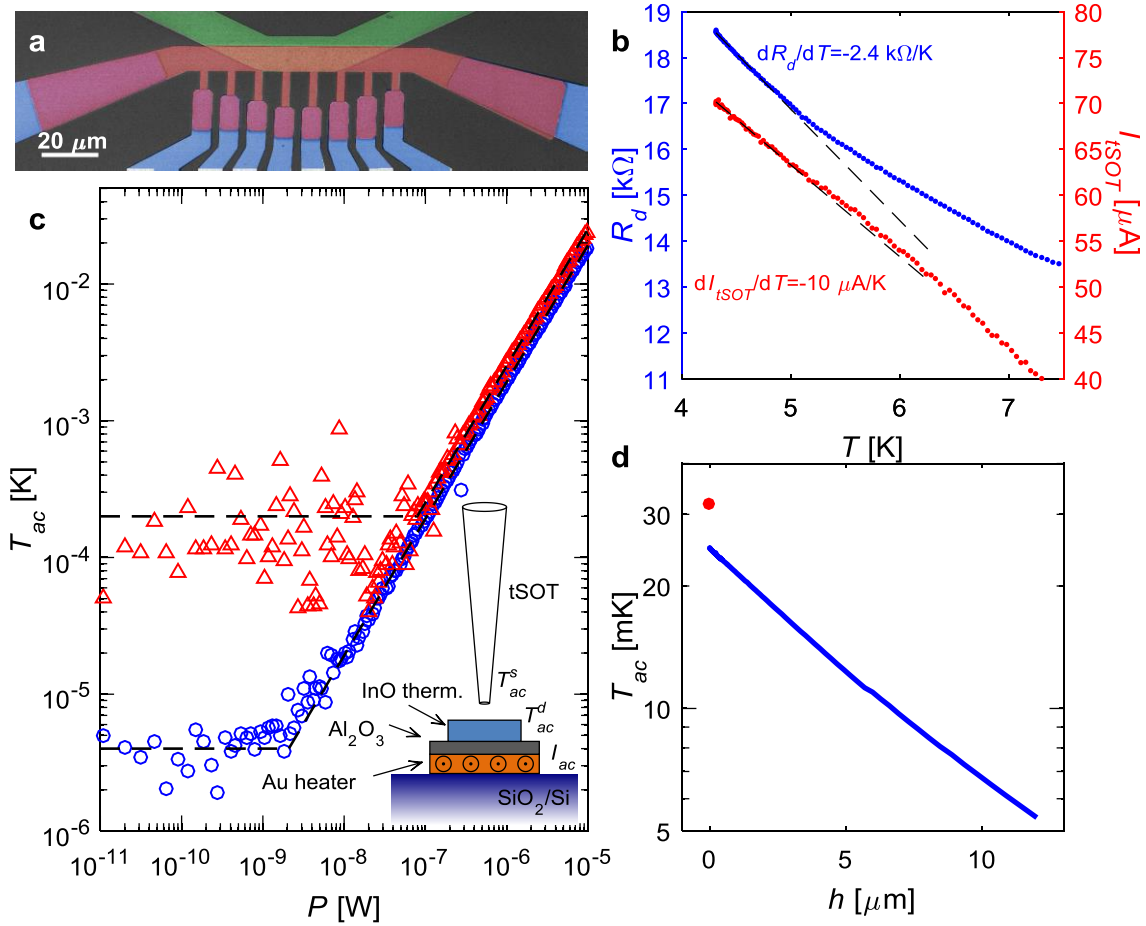 a
20 μm
b
19
18
17
16
15
14
13
12
11
R_d [kΩ]
dR_d/dT=-2.4 kΩ/K
dI_tSOT/dT=-10 μA/K
80
75
70
65
60
55
50
45
40
I_tSOT [μA]
4
5
6
7
T [K]
c
10^-2
10^-3
10^-4
10^-5
10^-6
T_ac [K]
tSOT
T_ac^s
InO therm.
T_ac^d
Al_2O_3
I_ac
Au heater
SiO_2/Si
10^-11
10^-10
10^-9
10^-8
10^-7
10^-6
10^-5
P [W]
d
30
20
10
5
T_ac [mK]
0
5
10
h [μm]